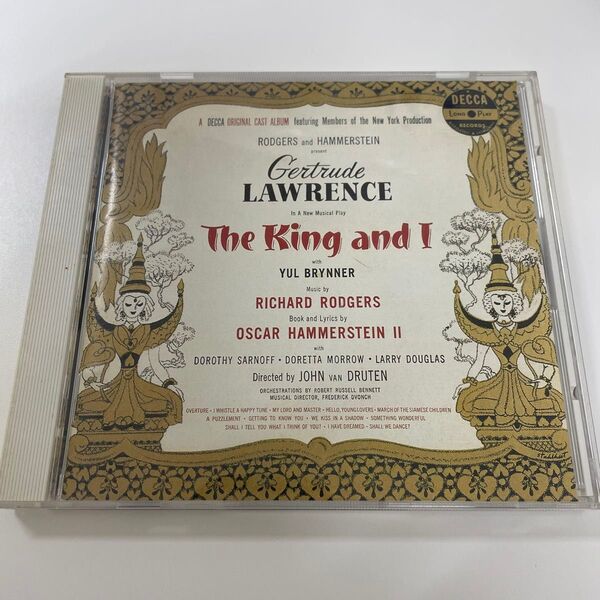 A DECCA ORIGINAL CAST ALBUM featuring Members of the New York Production
DECCA
LONG PLAY
RECORDS
RODGERS and HAMMERSTEIN
present
Gertrude
LAWRENCE
In A New Musical Play
The King and I
with
YUL BRYNNER
Music by
RICHARD RODGERS
Book and Lyrics by
OSCAR HAMMERSTEIN II
with
DOROTHY SARNOFF • DORETTA MORROW • LARRY DOUGLAS
Directed by JOHN VAN DRUTEN
ORCHESTRATIONS BY ROBERT RUSSELL BENNETT
MUSICAL DIRECTOR, FREDERICK DVONCH
OVERTURE • I WHISTLE A HAPPY TUNE • MY LORD AND MASTER • HELLO, YOUNG LOVERS • MARCH OF THE SIAMESE CHILDREN
A PUZZLEMENT • GETTING TO KNOW YOU • WE KISS IN A SHADOW • SOMETHING WONDERFUL
SHALL I TELL YOU WHAT I THINK OF YOU? • I HAVE DREAMED • SHALL WE DANCE?